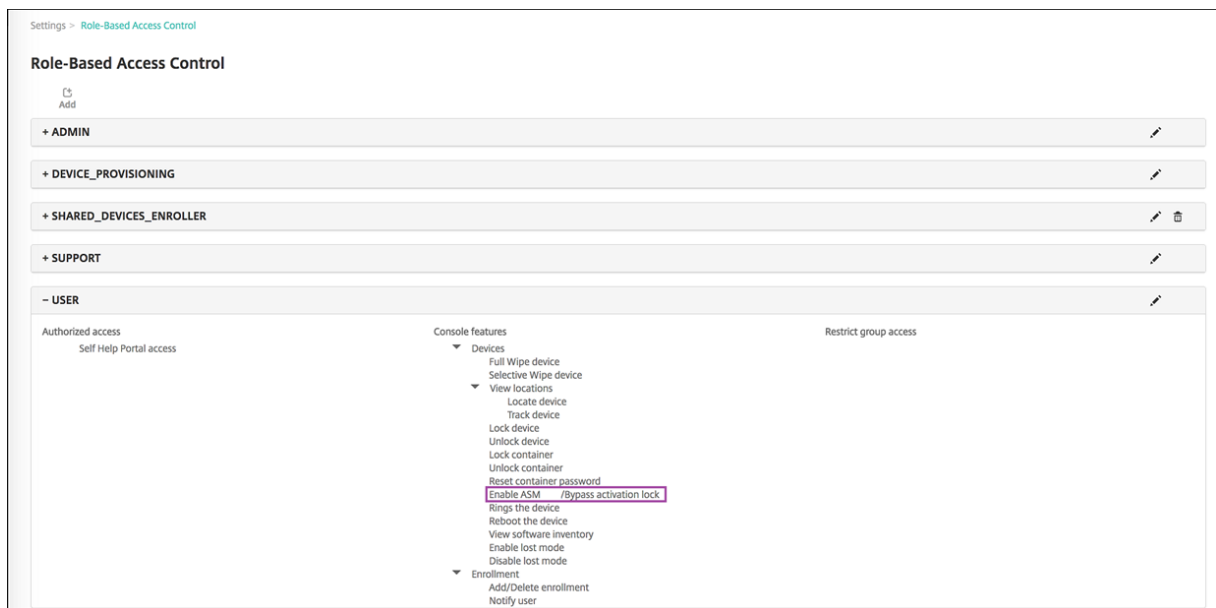 Settings > Role-Based Access Control
Role-Based Access Control
Add
+ ADMIN
+ DEVICE_PROVISIONING
+ SHARED_DEVICES_ENROLLER
+ SUPPORT
– USER
Authorized access
Self Help Portal access
Console features
Devices
Full Wipe device
Selective Wipe device
View locations
Locate device
Track device
Lock device
Unlock device
Lock container
Unlock container
Reset container password
Enable ASM /Bypass activation lock
Rings the device
Reboot the device
View software inventory
Enable lost mode
Disable lost mode
Enrollment
Add/Delete enrollment
Notify user
Restrict group access